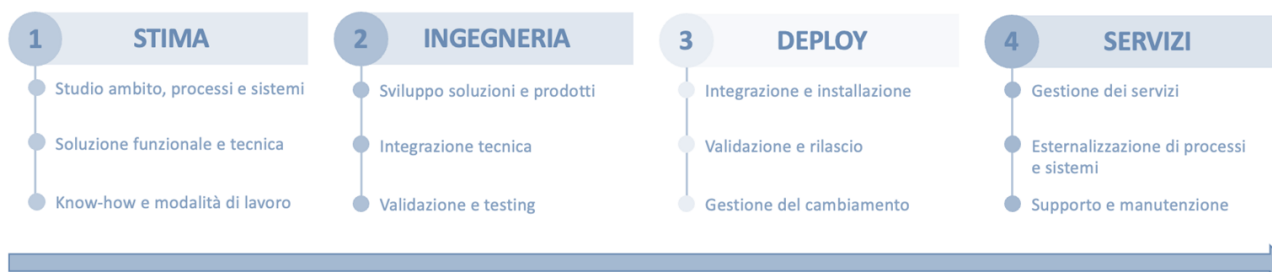 1 STIMA
Studio ambito, processi e sistemi
Soluzione funzionale e tecnica
Know-how e modalità di lavoro
2 INGEGNERIA
Sviluppo soluzioni e prodotti
Integrazione tecnica
Validazione e testing
3 DEPLOY
Integrazione e installazione
Validazione e rilascio
Gestione del cambiamento
4 SERVIZI
Gestione dei servizi
Esternalizzazione di processi
e sistemi
Supporto e manutenzione